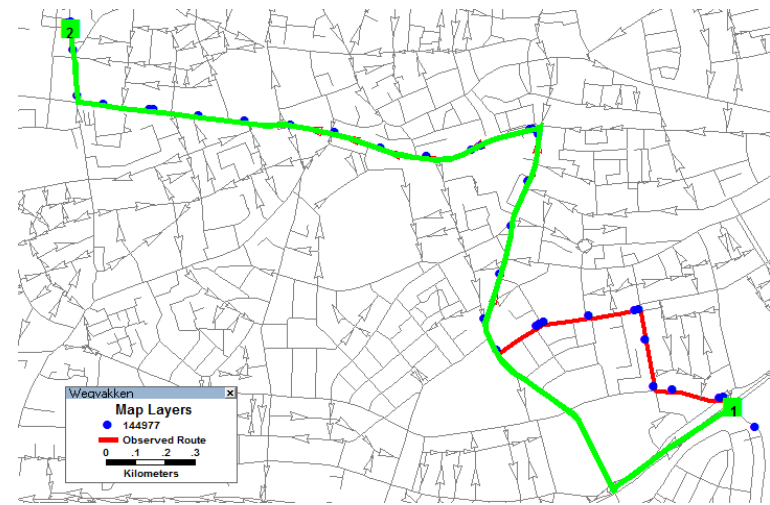 2
1
Wegvakken
Map Layers
144977
Observed Route
0 .1 .2 .3
Kilometers